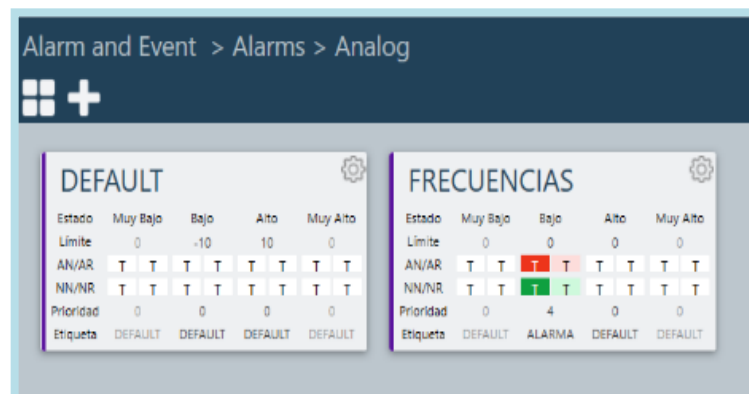 Alarm and Event > Alarms > Analog
DEFAULT
Estado Muy Bajo Bajo Alto Muy Alto
Límite 0 -10 10 0
AN/AR T T T T T T T T
NN/NR T T T T T T T T
Prioridad 0 0 0 0
Etiqueta DEFAULT DEFAULT DEFAULT DEFAULT
FRECUENCIAS
Estado Muy Bajo Bajo Alto Muy Alto
Límite 0 0 0 0
AN/AR T T T T T T T T
NN/NR T T T T T T T T
Prioridad 0 4 0 0
Etiqueta DEFAULT ALARMA DEFAULT DEFAULT